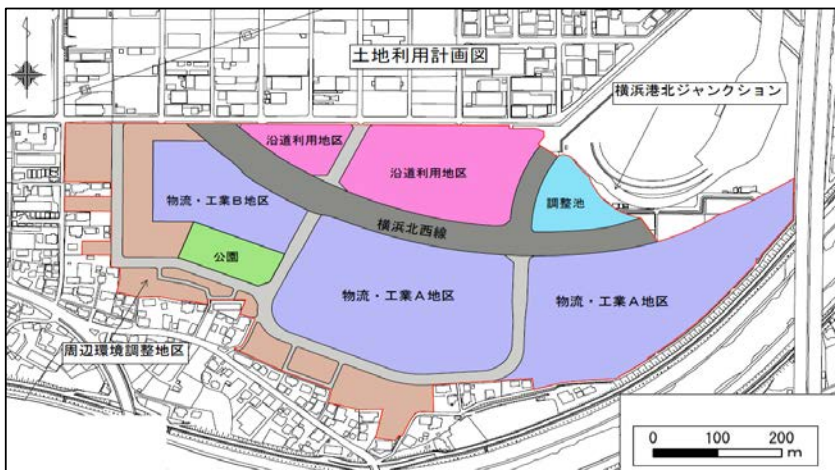 土地利用計画図
横浜港北ジャンクション
沿道利用地区
沿道利用地区
物流・工業B地区
調整池
横浜北西線
公園
物流・工業A地区
物流・工業A地区
周辺環境調整地区
0 100 200
m